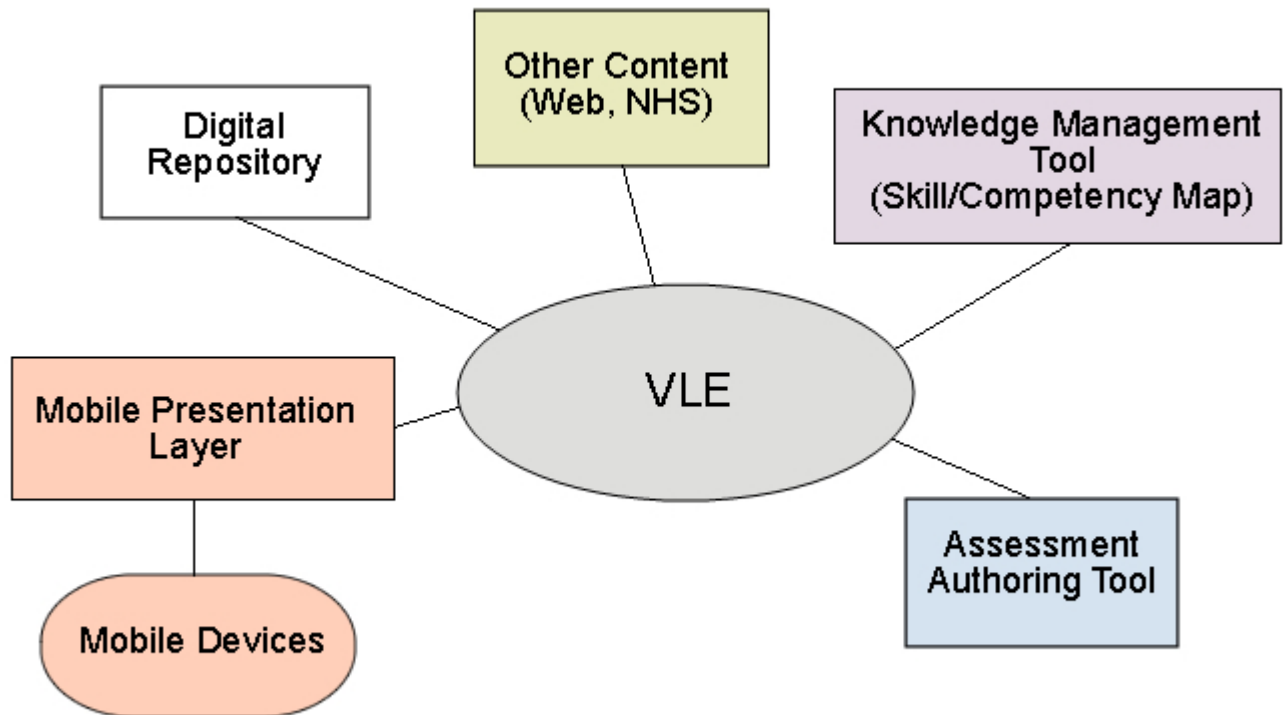 Other Content
(Web, NHS)
Digital
Repository
Knowledge Management
Tool
(Skill/Competency Map)
VLE
Mobile Presentation
Layer
Assessment
Authoring Tool
Mobile Devices